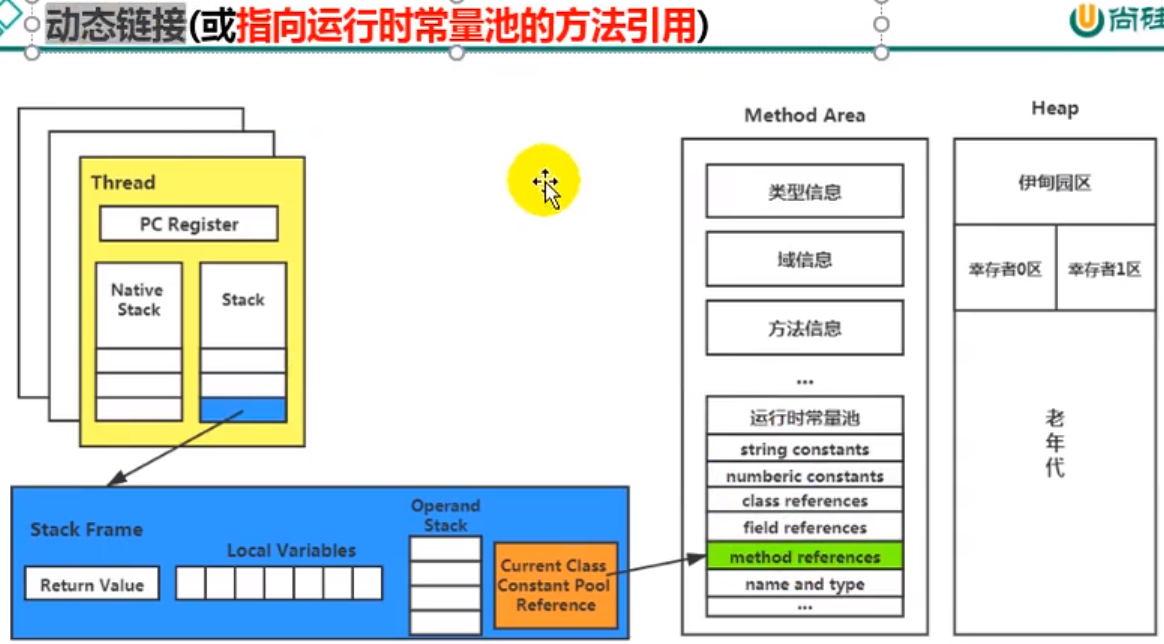 动态链接(或指向运行时常量池的方法引用)
尚硅
Thread
PC Register
Native
Stack
Stack
Stack Frame
Return Value
Local Variables
Operand
Stack
Current Class
Constant Pool
Reference
Method Area
类型信息
域信息
方法信息
...
运行时常量池
string constants
numberic constants
class references
field references
method references
name and type
...
Heap
伊甸园区
幸存者0区
幸存者1区
老
年
代